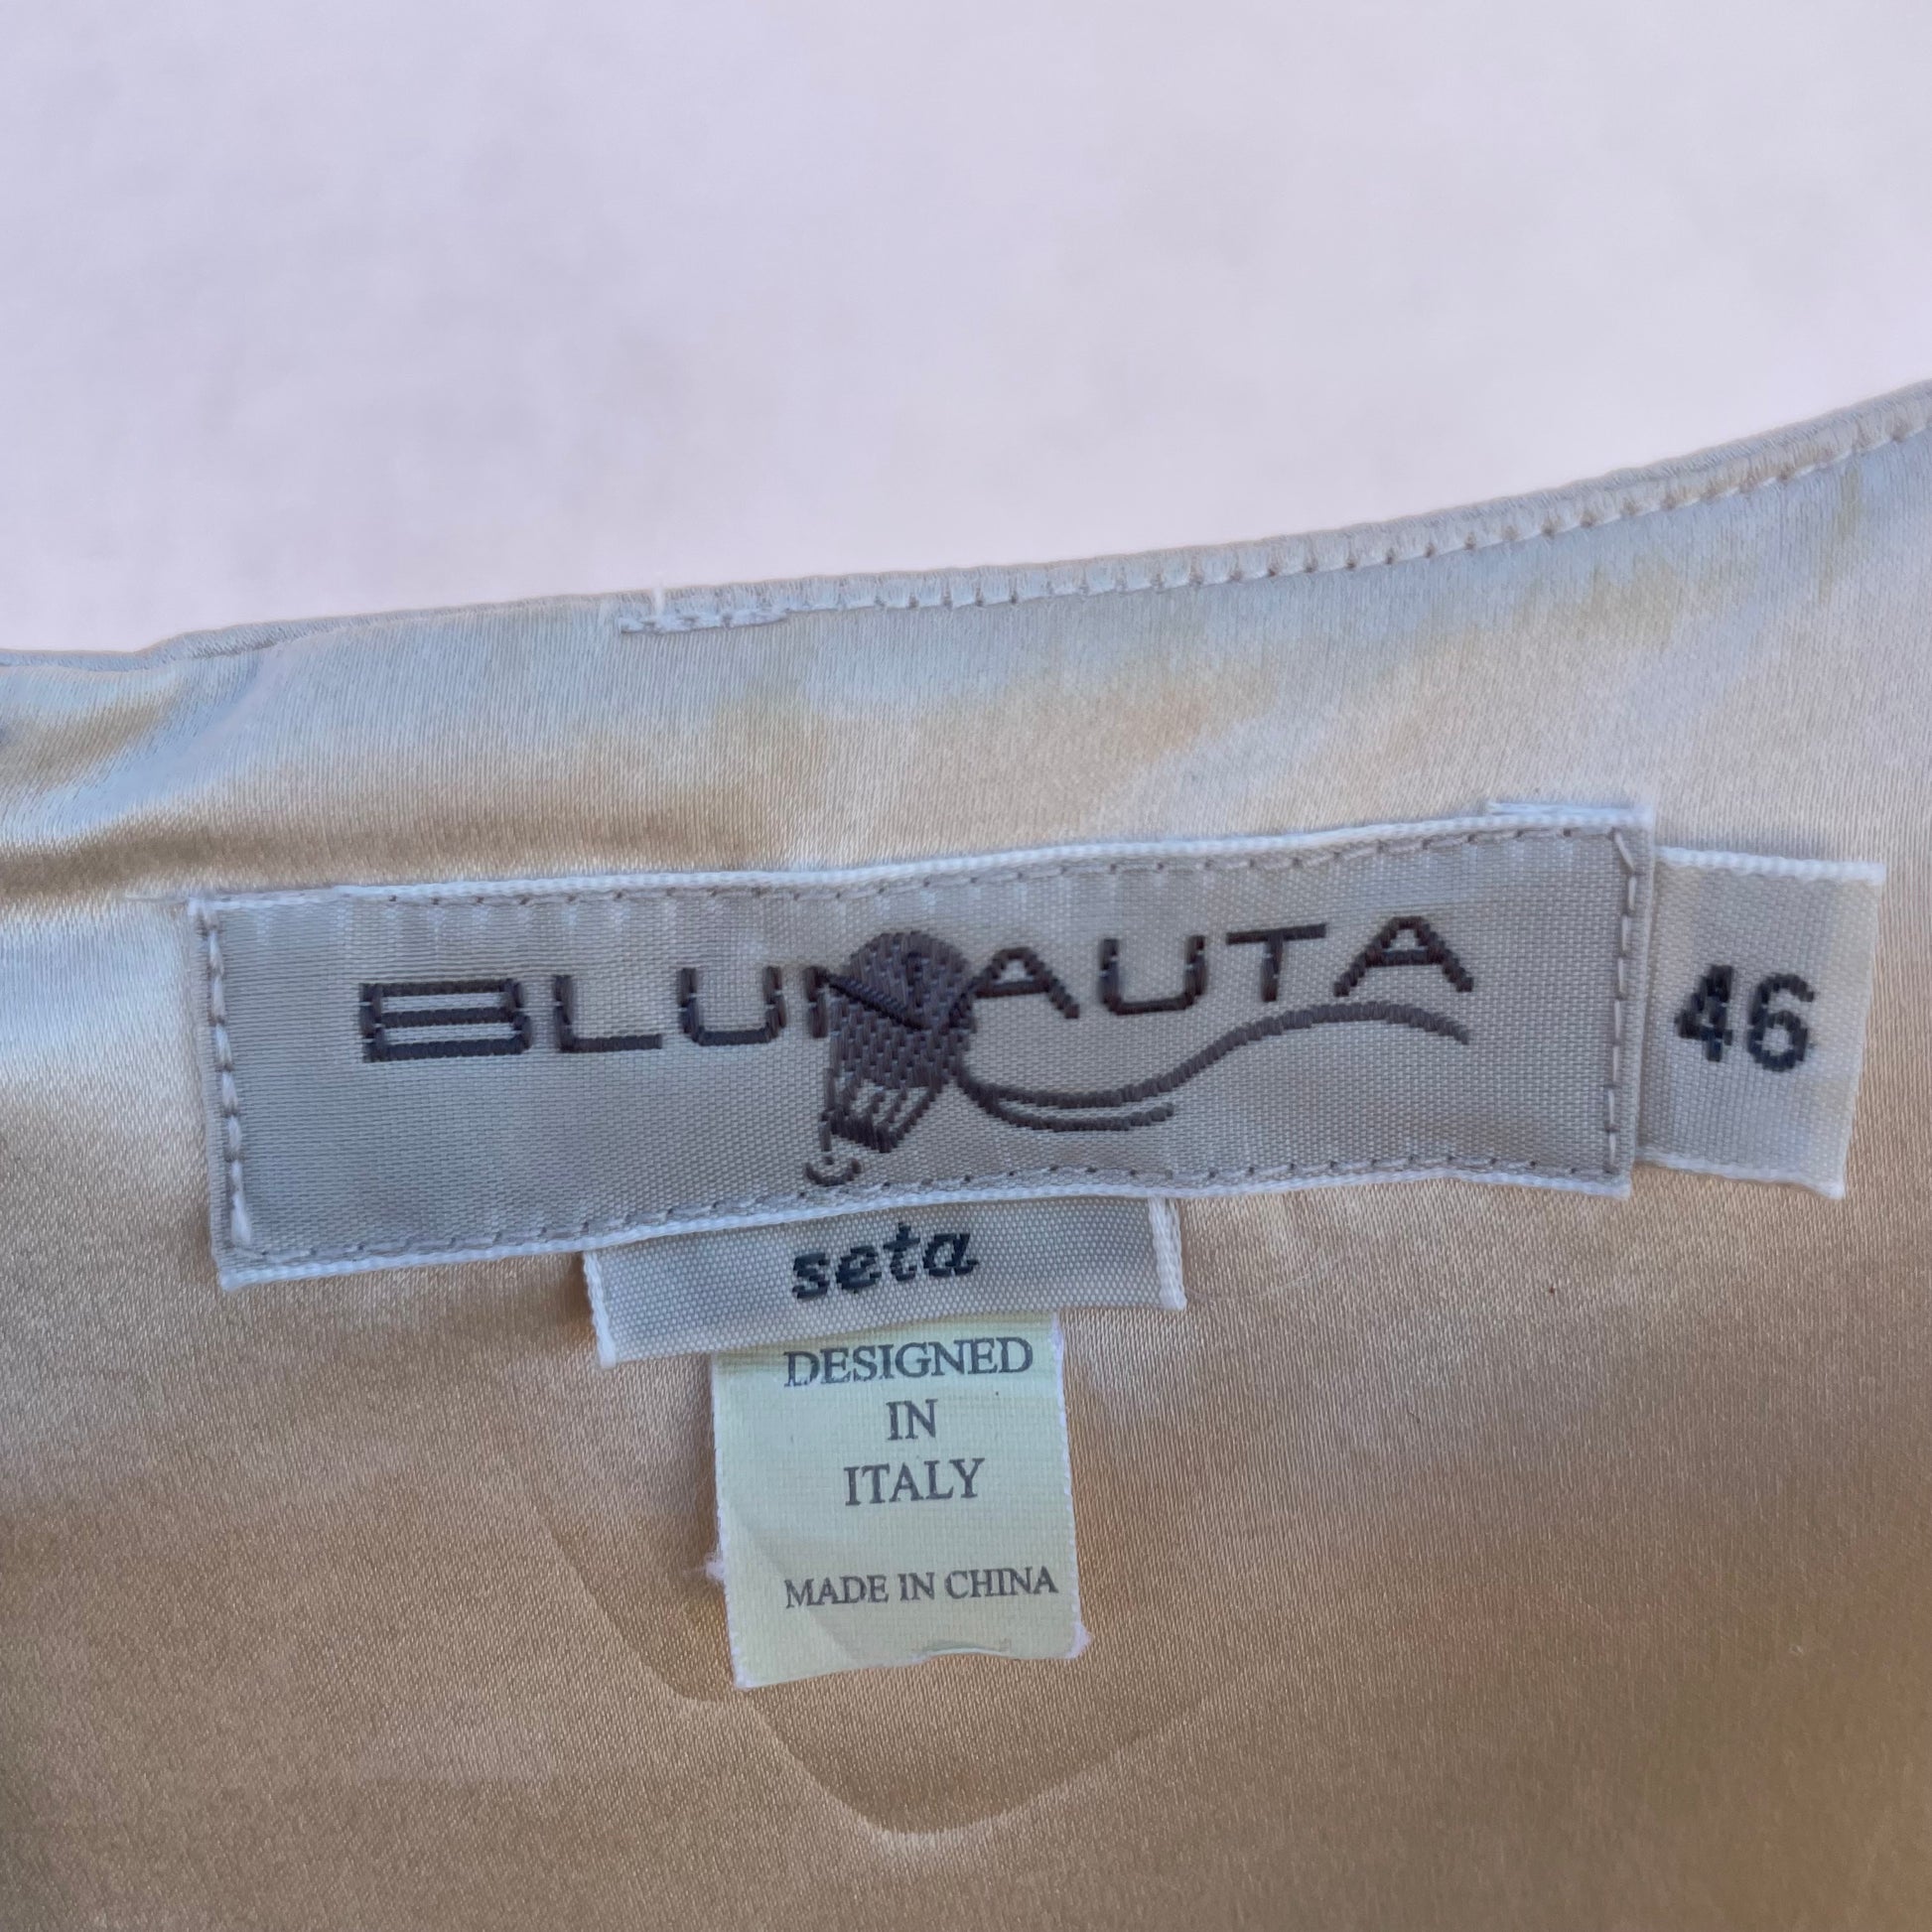 BLUNAUTA
46
seta
DESIGNED
IN
ITALY
MADE IN CHINA